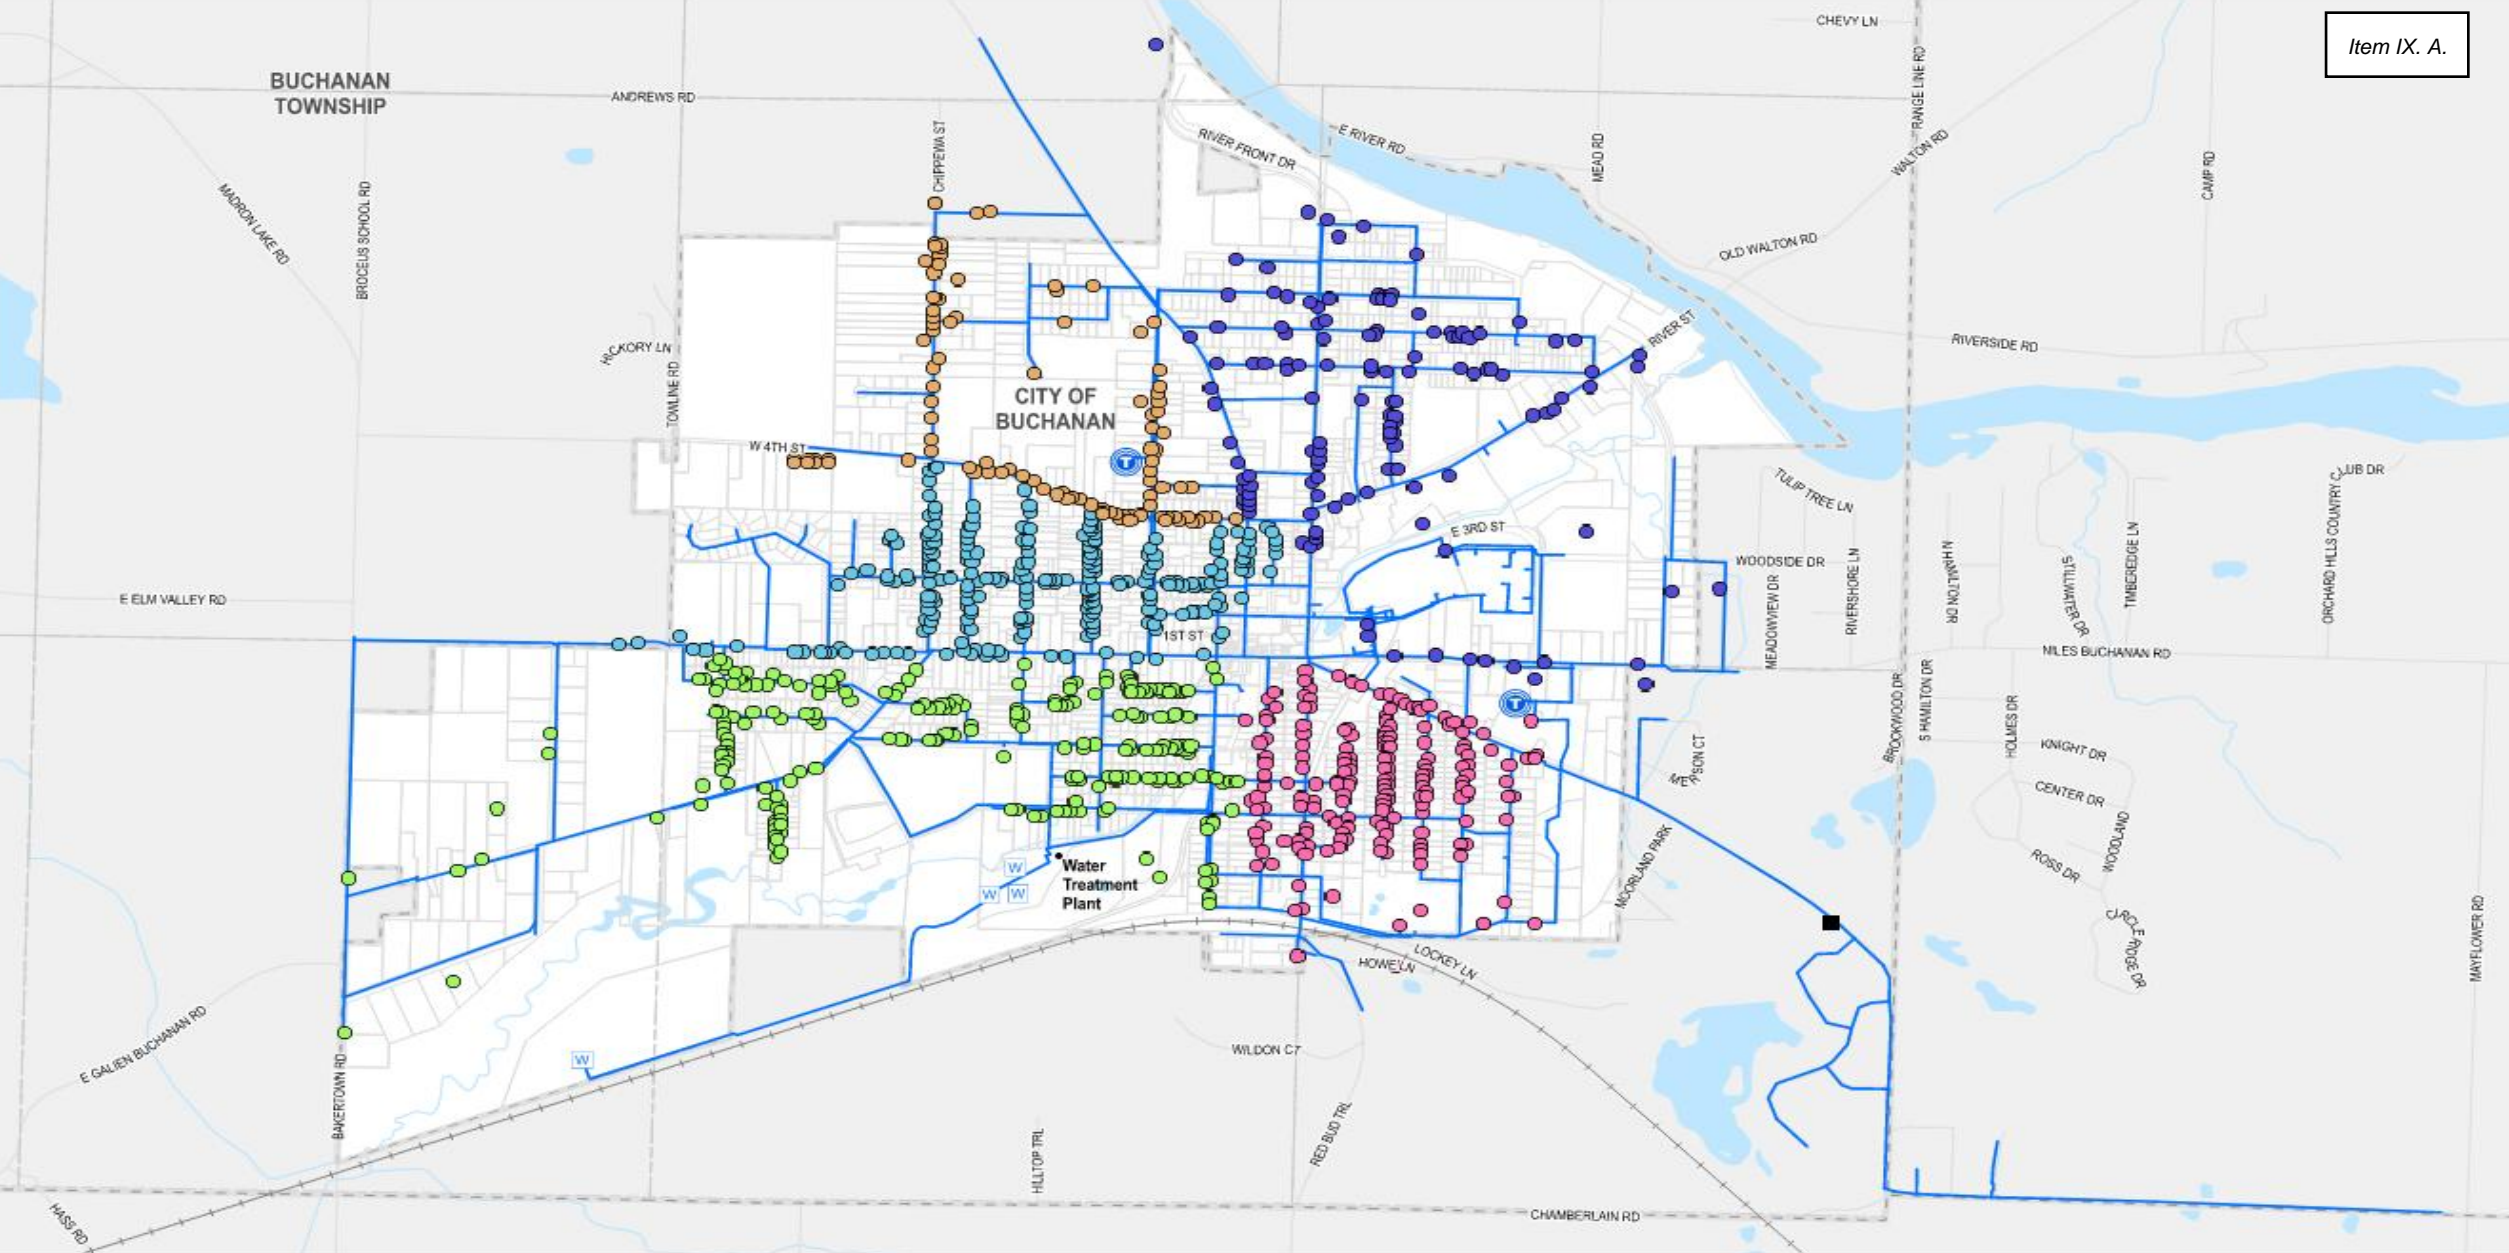 Item IX. A.
CHEVY LN
BUCHANAN
TOWNSHIP
ANDREWS RD
RANGE LINE RD
CHIPPEWA ST
RIVER FRONT DR
E RIVER RD
MEAD RD
WALTON RD
CAMP RD
MADRON LAKE RD
BROCEUS SCHOOL RD
OLD WALTON RD
HICKORY LN
RIVER ST
RIVERSIDE RD
TOWLINE RD
CITY OF
BUCHANAN
W 4TH ST
T
TULIP TREE LN
ORCHARD HILLS COUNTRY CLUB DR
E 3RD ST
WOODSIDE DR
MEADOWVIEW DR
RIVERSHORE LN
N HAMILTON DR
STILLWATER DR
TIMBEREDGE LN
E ELM VALLEY RD
1ST ST
NILES BUCHANAN RD
BROCKWOOD DR
S HAMILTON DR
HOLMES DR
T
KNIGHT DR
CENTER DR
WOODLAND
ROSS DR
CIRCLE RIDGE DR
MOORLAND PARK
MAYFLOWER RD
W
W
W
Water
Treatment
Plant
LOCKEY LN
HOWE LN
E GALIEN BUCHANAN RD
BAKERTOWN RD
W
WILDON CT
RED BUD TRL
HILLTOP TRL
CHAMBERLAIN RD
HASS RD